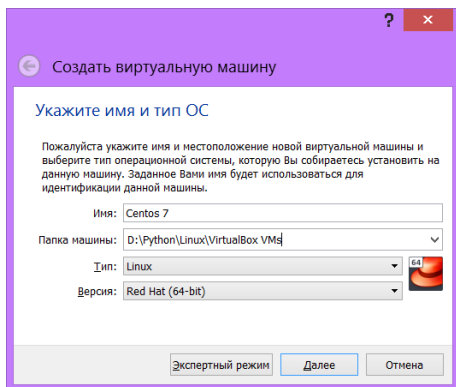 ?
Создать виртуальную машину
Укажите имя и тип ОС
Пожалуйста укажите имя и местоположение новой виртуальной машины и
выберите тип операционной системы, которую Вы собираетесь установить на
данную машину. Заданное Вами имя будет использоваться для
идентификации данной машины.
Имя: Centos 7
Папка машины: D:\Python\Linux\VirtualBox VMs
Тип: Linux
64
Версия: Red Hat (64-bit)
Экспертный режим Далее Отмена